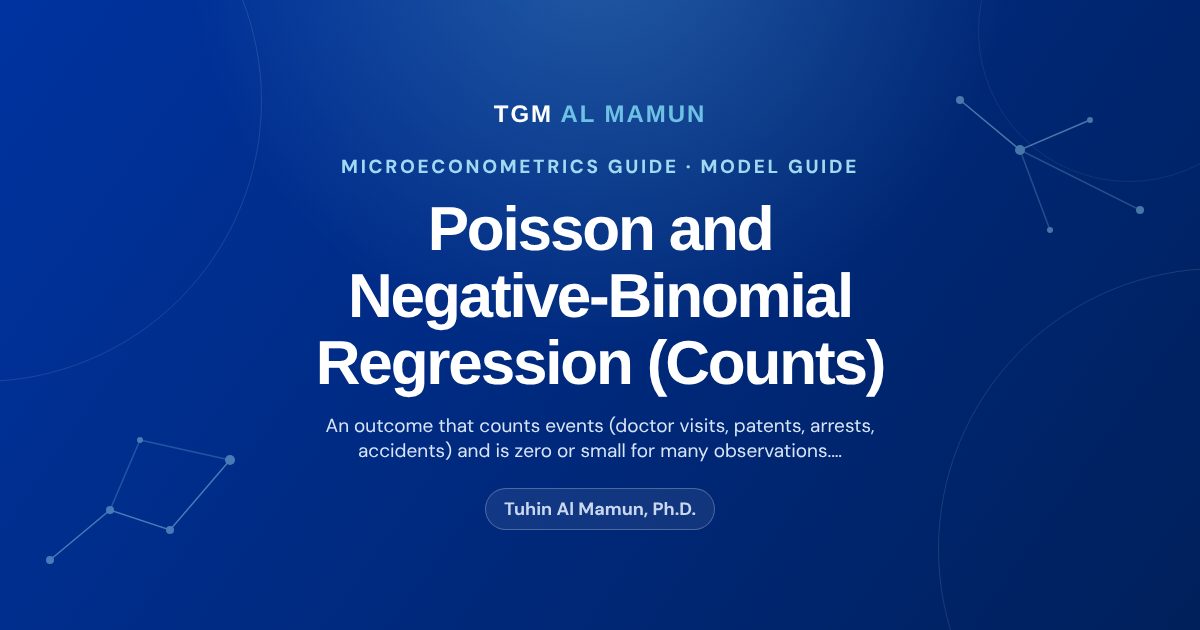 TGM AL MAMUN
MICROECONOMETRICS GUIDE · MODEL GUIDE
Poisson and
Negative-Binomial
Regression (Counts)
An outcome that counts events (doctor visits, patents, arrests,
accidents) and is zero or small for many observations.…
Tuhin Al Mamun, Ph.D.